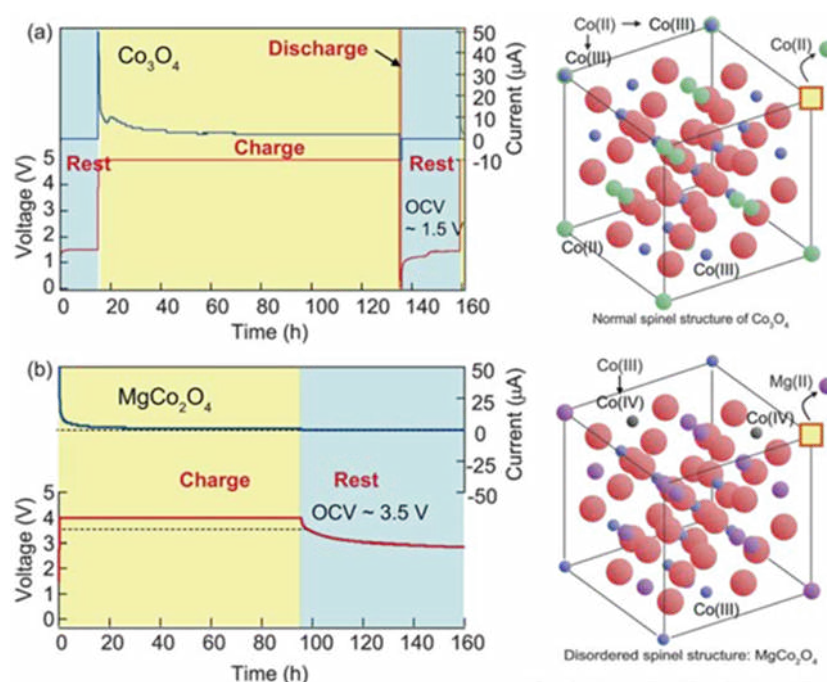 (a)
Co₃O₄
Discharge
Rest
Charge
Rest
OCV
~ 1.5 V
50
40
30
20
10
0
-10
Current (µA)
5
4
3
2
1
0
Voltage (V)
0 20 40 60 80 100 120 140 160
Time (h)
Co(II) → Co(III)
Co(III)
Co(II)
Co(II)
Co(III)
Normal spinel structure of Co₃O₄
(b)
MgCo₂O₄
Charge
Rest
OCV ~ 3.5 V
50
25
0
-25
-50
Current (µA)
5
4
3
2
1
0
Voltage (V)
0 20 40 60 80 100 120 140 160
Time (h)
Co(III)
Co(IV)
Mg(II)
Co(IV)
Co(III)
Disordered spinel structure: MgCo₂O₄